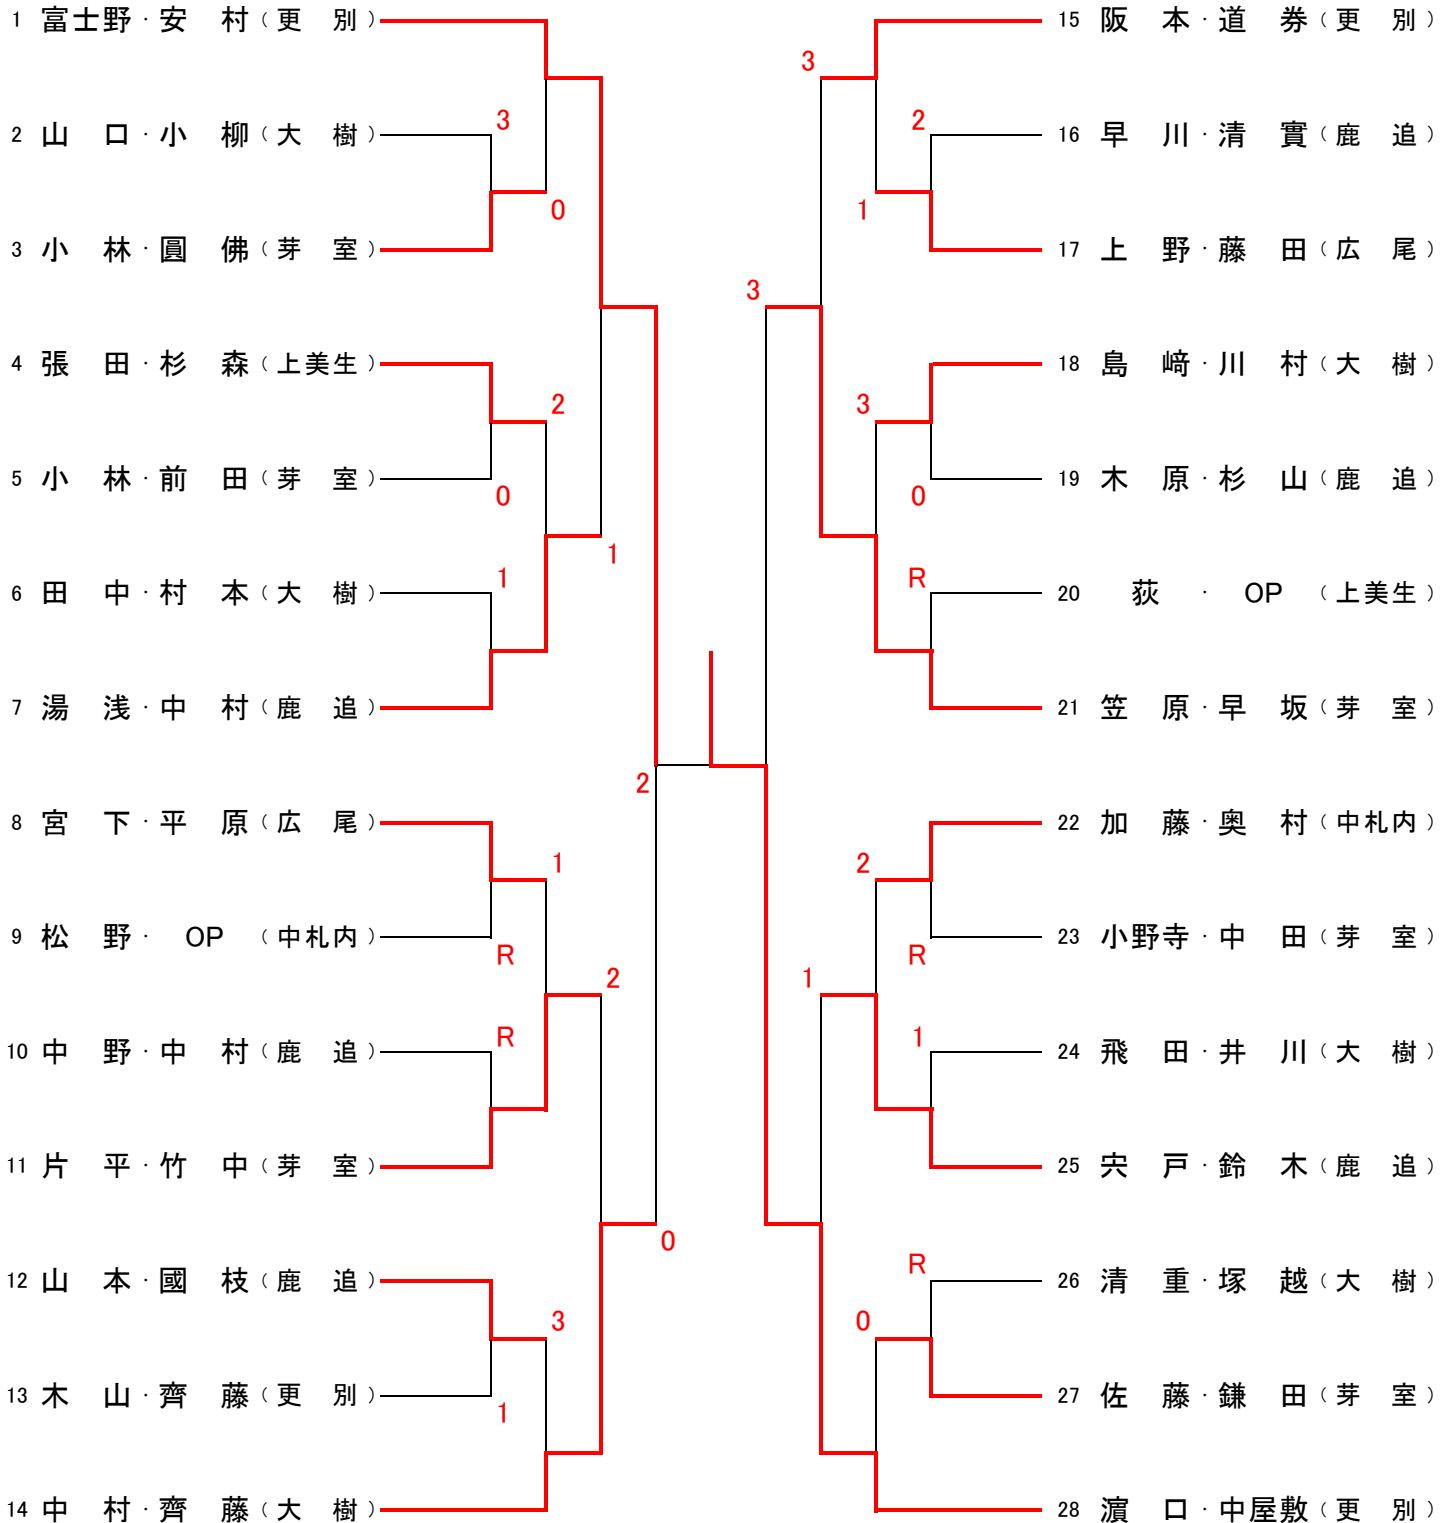 1 富士野・安　村（更　別）
2 山　口・小　柳（大　樹）
3 小　林・圓　佛（芽　室）
4 張　田・杉　森（上美生）
5 小　林・前　田（芽　室）
6 田　中・村　本（大　樹）
7 湯　浅・中　村（鹿　追）
8 宮　下・平　原（広　尾）
9 松　野・　OP　（中札内）
10 中　野・中　村（鹿　追）
11 片　平・竹　中（芽　室）
12 山　本・國　枝（鹿　追）
13 木　山・齊　藤（更　別）
14 中　村・齊　藤（大　樹）
3
0
2
0
1
1
2
1
R
R
2
0
3
1
3
2
1
3
3
0
R
2
R
1
1
R
0
15 阪　本・道　券（更　別）
16 早　川・清　實（鹿　追）
17 上　野・藤　田（広　尾）
18 島　﨑・川　村（大　樹）
19 木　原・杉　山（鹿　追）
20 荻　・　OP　（上美生）
21 笠　原・早　坂（芽　室）
22 加　藤・奥　村（中札内）
23 小野寺・中　田（芽　室）
24 飛　田・井　川（大　樹）
25 宍　戸・鈴　木（鹿　追）
26 清　重・塚　越（大　樹）
27 佐　藤・鎌　田（芽　室）
28 濵　口・中屋敷（更　別）